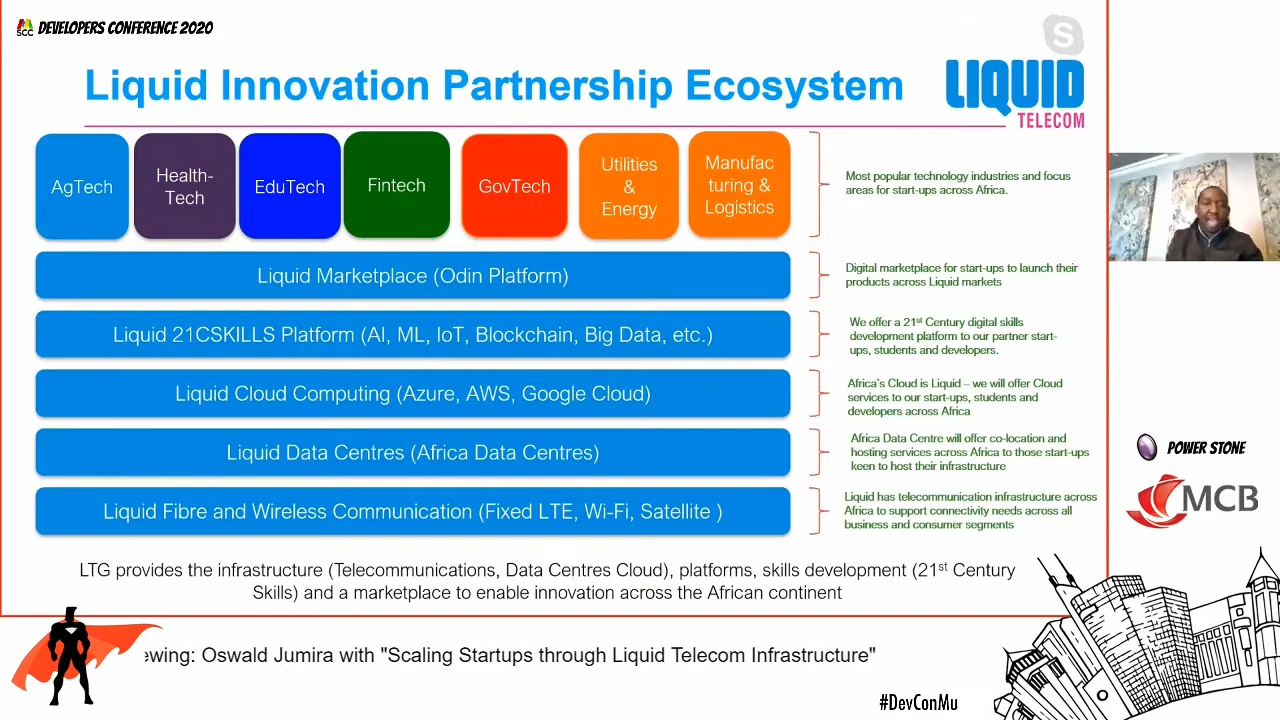 SCC DEVELOPERS CONFERENCE 2020
S
Liquid Innovation Partnership Ecosystem
LIQUID
TELECOM
AgTech
Health-
Tech
EduTech
Fintech
GovTech
Utilities
&
Energy
Manufac
turing &
Logistics
Most popular technology industries and focus
areas for start-ups across Africa.
Liquid Marketplace (Odin Platform)
Digital marketplace for start-ups to launch their
products across Liquid markets
Liquid 21CSKILLS Platform (AI, ML, IoT, Blockchain, Big Data, etc.)
We offer a 21st Century digital skills
development platform to our partner start-
ups, students and developers.
Liquid Cloud Computing (Azure, AWS, Google Cloud)
Africa's Cloud is Liquid – we will offer Cloud
services to our start-ups, students and
developers across Africa
Liquid Data Centres (Africa Data Centres)
Africa Data Centre will offer co-location and
hosting services across Africa to those start-ups
keen to host their infrastructure
Liquid Fibre and Wireless Communication (Fixed LTE, Wi-Fi, Satellite )
Liquid has telecommunication infrastructure across
Africa to support connectivity needs across all
business and consumer segments
LTG provides the infrastructure (Telecommunications, Data Centres Cloud), platforms, skills development (21st Century
Skills) and a marketplace to enable innovation across the African continent
POWER STONE
MCB
ewing: Oswald Jumira with "Scaling Startups through Liquid Telecom Infrastructure"
#DevConMu